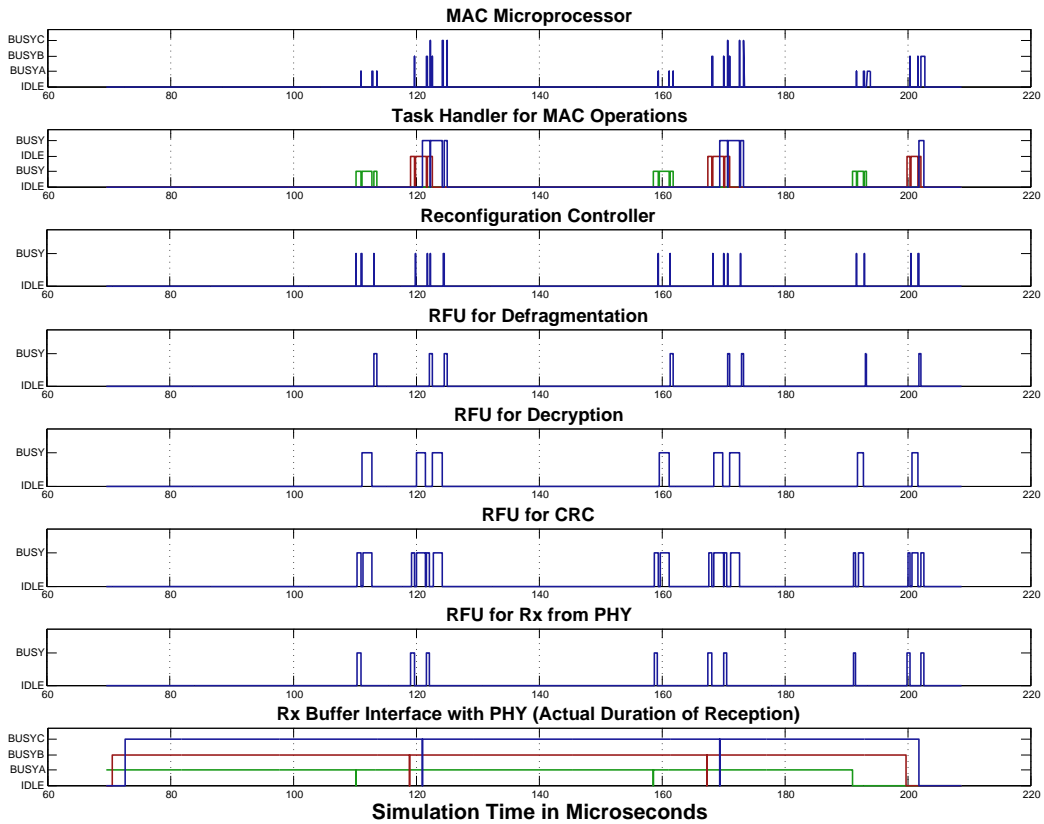 MAC Microprocessor
BUSYC
BUSYB
BUSYA
IDLE
60 80 100 120 140 160 180 200 220
Task Handler for MAC Operations
BUSY
IDLE
BUSY
IDLE
60 80 100 120 140 160 180 200 220
Reconfiguration Controller
BUSY
IDLE
60 80 100 120 140 160 180 200 220
RFU for Defragmentation
BUSY
IDLE
60 80 100 120 140 160 180 200 220
RFU for Decryption
BUSY
IDLE
60 80 100 120 140 160 180 200 220
RFU for CRC
BUSY
IDLE
60 80 100 120 140 160 180 200 220
RFU for Rx from PHY
BUSY
IDLE
60 80 100 120 140 160 180 200 220
Rx Buffer Interface with PHY (Actual Duration of Reception)
BUSYC
BUSYB
BUSYA
IDLE
60 80 100 120 140 160 180 200 220
Simulation Time in Microseconds